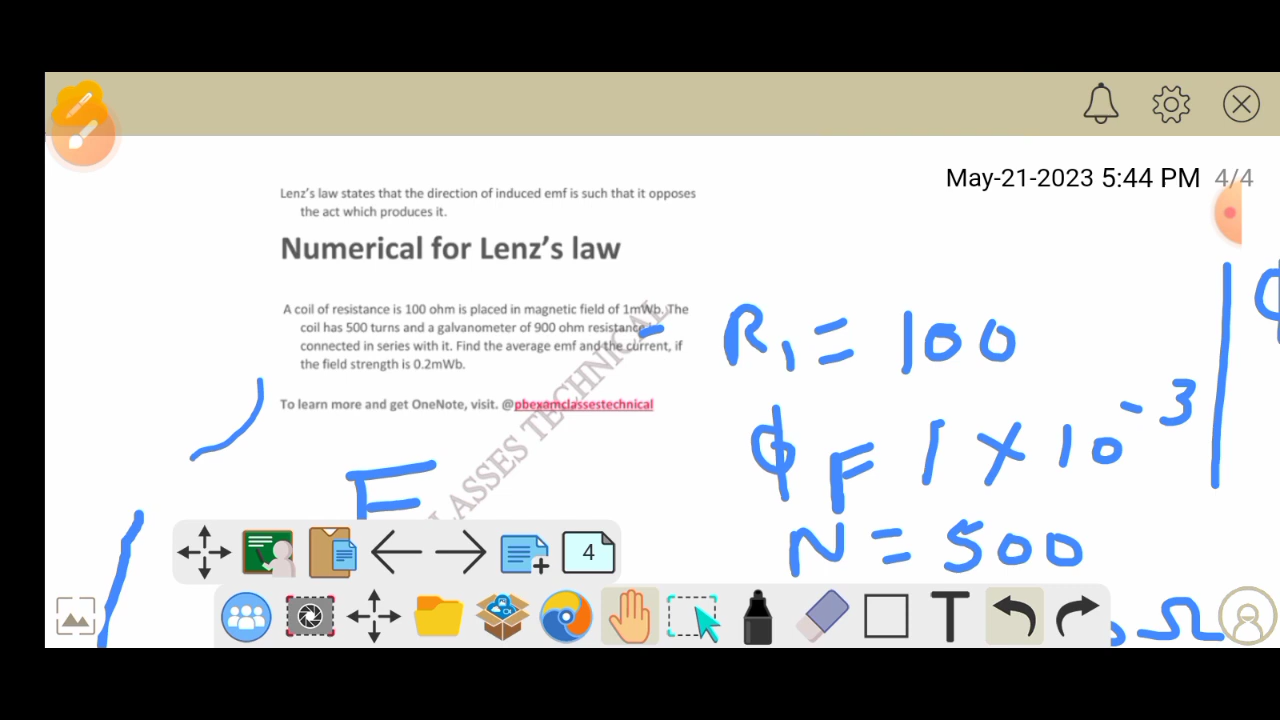 May-21-2023 5:44 PM 4/4
Lenz's law states that the direction of induced emf is such that it opposes
the act which produces it.
Numerical for Lenz's law
A coil of resistance is 100 ohm is placed in magnetic field of 1mWb. The
coil has 500 turns and a galvanometer of 900 ohm resistance
connected in series with it. Find the average emf and the current, if
the field strength is 0.2mWb.
To learn more and get OneNote, visit. @pbexamclassestechnical
LASSES TECHNICAL
R₁ = 100
ϕ = 1 × 10⁻³
N = 500
Ω
E
4
T